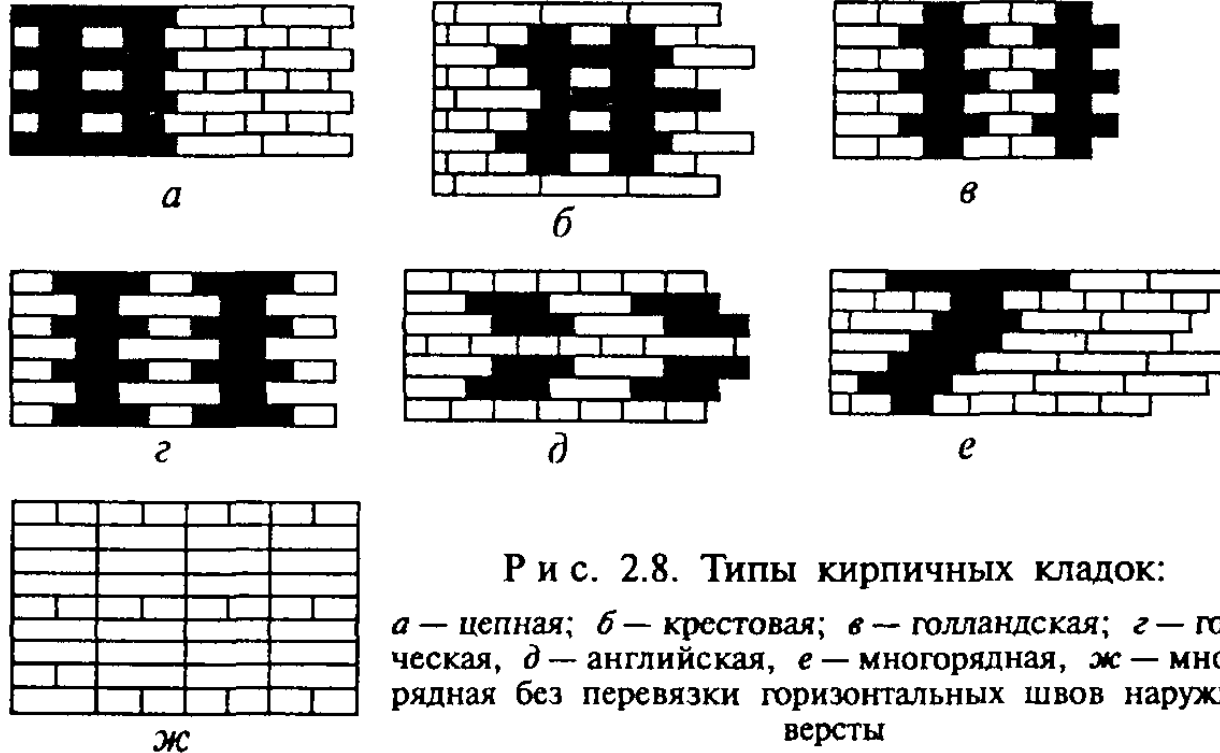 а
б
в
г
д
е
ж
Рис. 2.8. Типы кирпичных кладок:
а — цепная; б — крестовая; в — голландская; г — го
ческая, д — английская, е — многорядная, ж — мно
рядная без перевязки горизонтальных швов наруж
версты